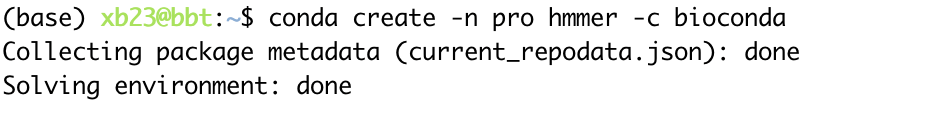 (base) xb23@bbt:~$ conda create -n pro hmmer -c bioconda
Collecting package metadata (current_repodata.json): done
Solving environment: done